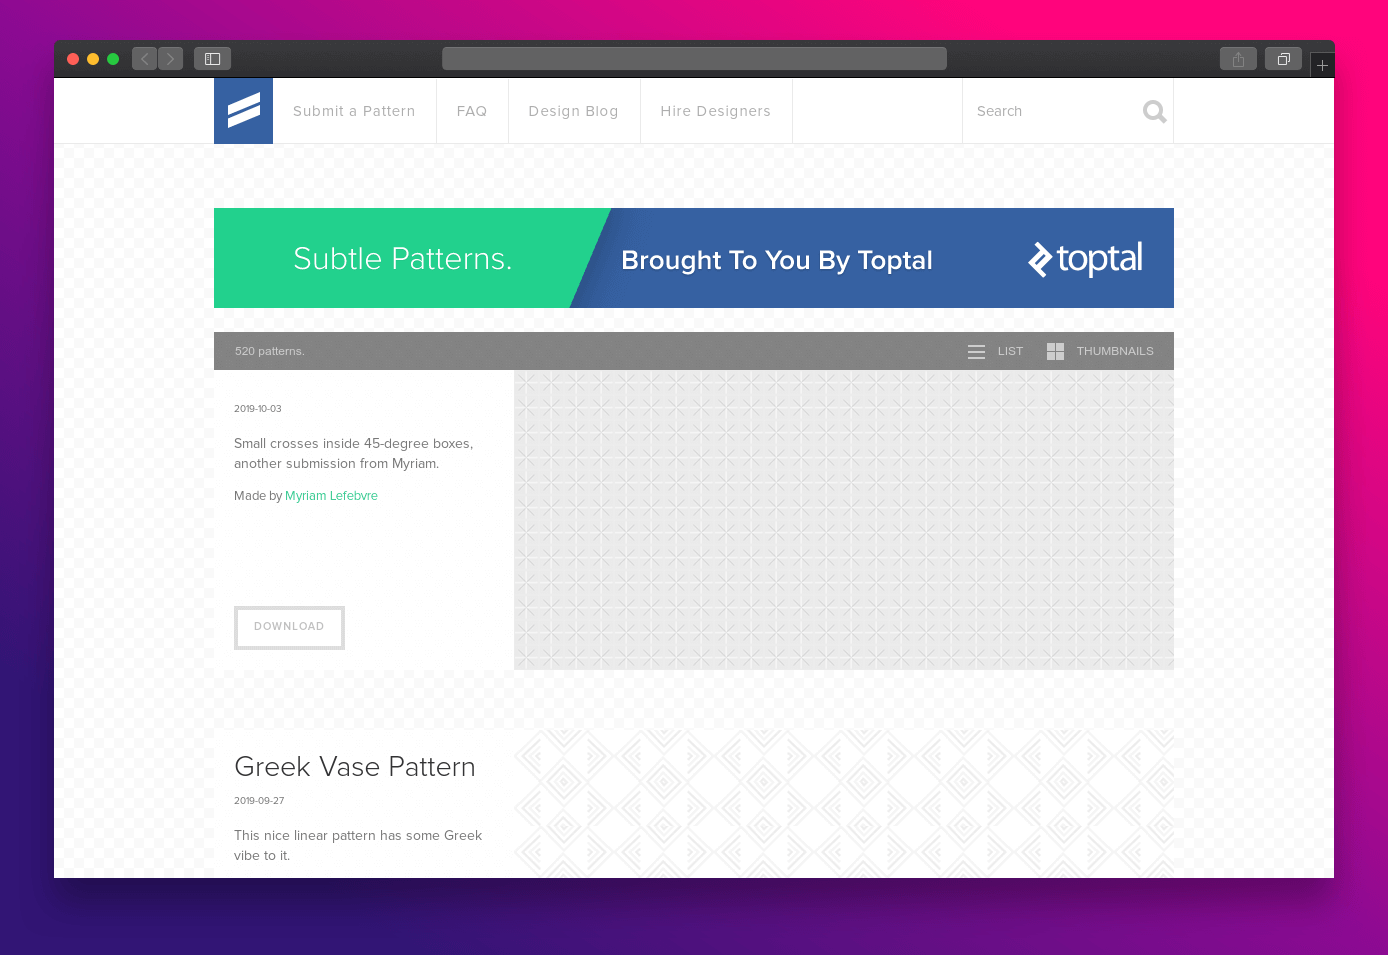 Submit a Pattern
FAQ
Design Blog
Hire Designers
Search
Subtle Patterns.
Brought To You By Toptal
toptal
520 patterns.
LIST
THUMBNAILS
2019-10-03
Small crosses inside 45-degree boxes,
another submission from Myriam.
Made by Myriam Lefebvre
DOWNLOAD
Greek Vase Pattern
2019-09-27
This nice linear pattern has some Greek
vibe to it.